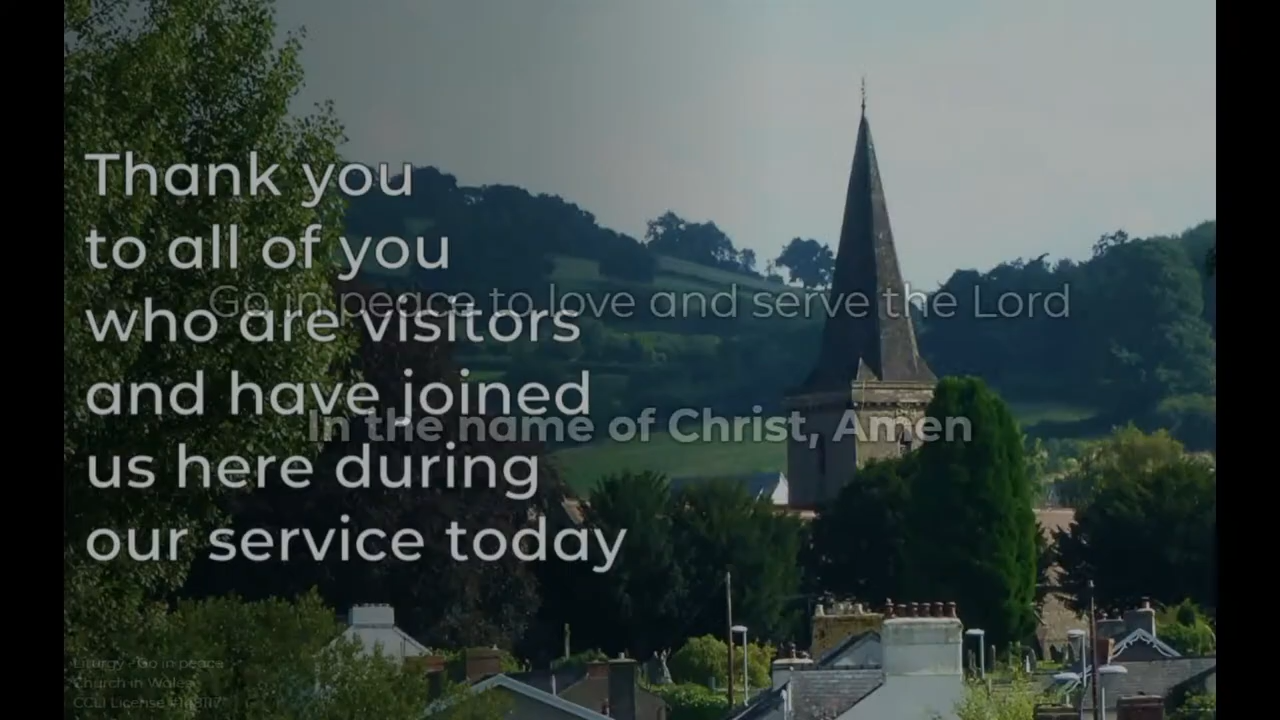 Thank you
to all of you
who are visitors
and have joined
us here during
our service today
Go in peace to love and serve the Lord
In the name of Christ, Amen
Liturgy - Go in peace
Church in Wales
CCLI License